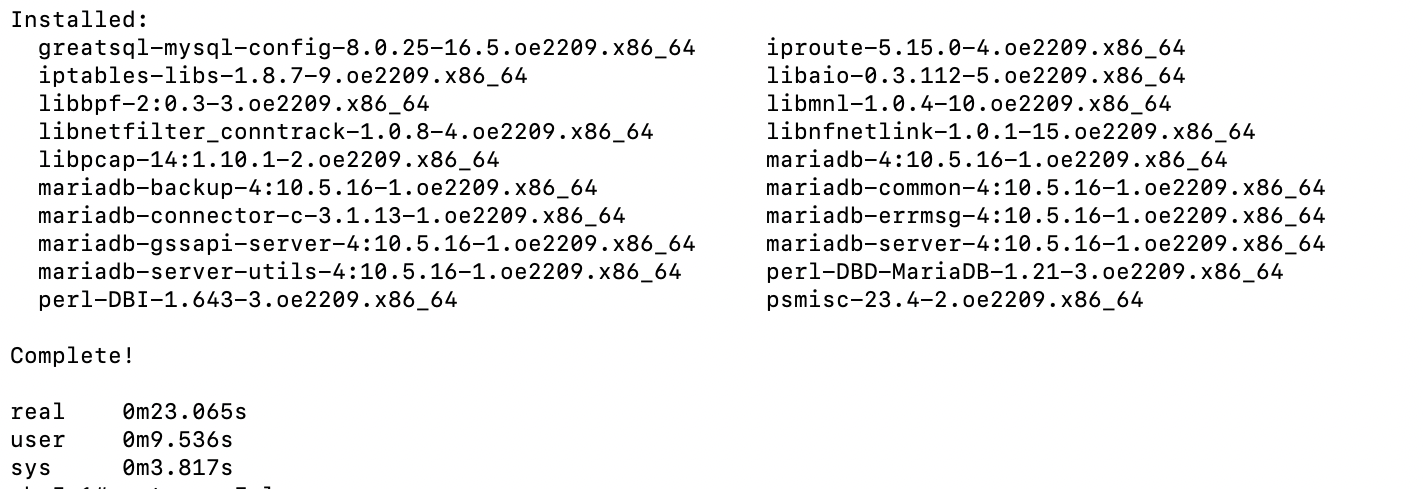 Installed:
greatsql-mysql-config-8.0.25-16.5.oe2209.x86_64 iproute-5.15.0-4.oe2209.x86_64
iptables-libs-1.8.7-9.oe2209.x86_64 libaio-0.3.112-5.oe2209.x86_64
libbpf-2:0.3-3.oe2209.x86_64 libmnl-1.0.4-10.oe2209.x86_64
libnetfilter_conntrack-1.0.8-4.oe2209.x86_64 libnfnetlink-1.0.1-15.oe2209.x86_64
libpcap-14:1.10.1-2.oe2209.x86_64 mariadb-4:10.5.16-1.oe2209.x86_64
mariadb-backup-4:10.5.16-1.oe2209.x86_64 mariadb-common-4:10.5.16-1.oe2209.x86_64
mariadb-connector-c-3.1.13-1.oe2209.x86_64 mariadb-errmsg-4:10.5.16-1.oe2209.x86_64
mariadb-gssapi-server-4:10.5.16-1.oe2209.x86_64 mariadb-server-4:10.5.16-1.oe2209.x86_64
mariadb-server-utils-4:10.5.16-1.oe2209.x86_64 perl-DBD-MariaDB-1.21-3.oe2209.x86_64
perl-DBI-1.643-3.oe2209.x86_64 psmisc-23.4-2.oe2209.x86_64
Complete!
real 0m23.065s
user 0m9.536s
sys 0m3.817s